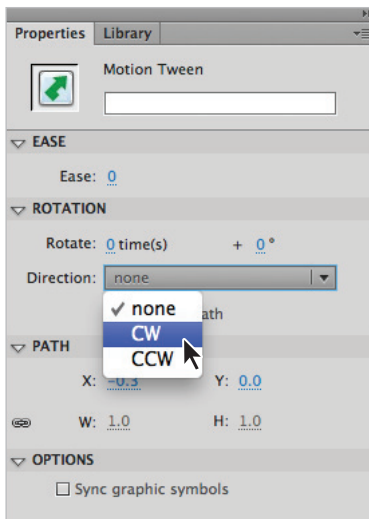 Properties Library
Motion Tween
EASE
Ease: 0
ROTATION
Rotate: 0 time(s) + 0°
Direction: none
✓ none
ath
CW
CCW
PATH
X: -0.3 Y: 0.0
W: 1.0 H: 1.0
OPTIONS
Sync graphic symbols